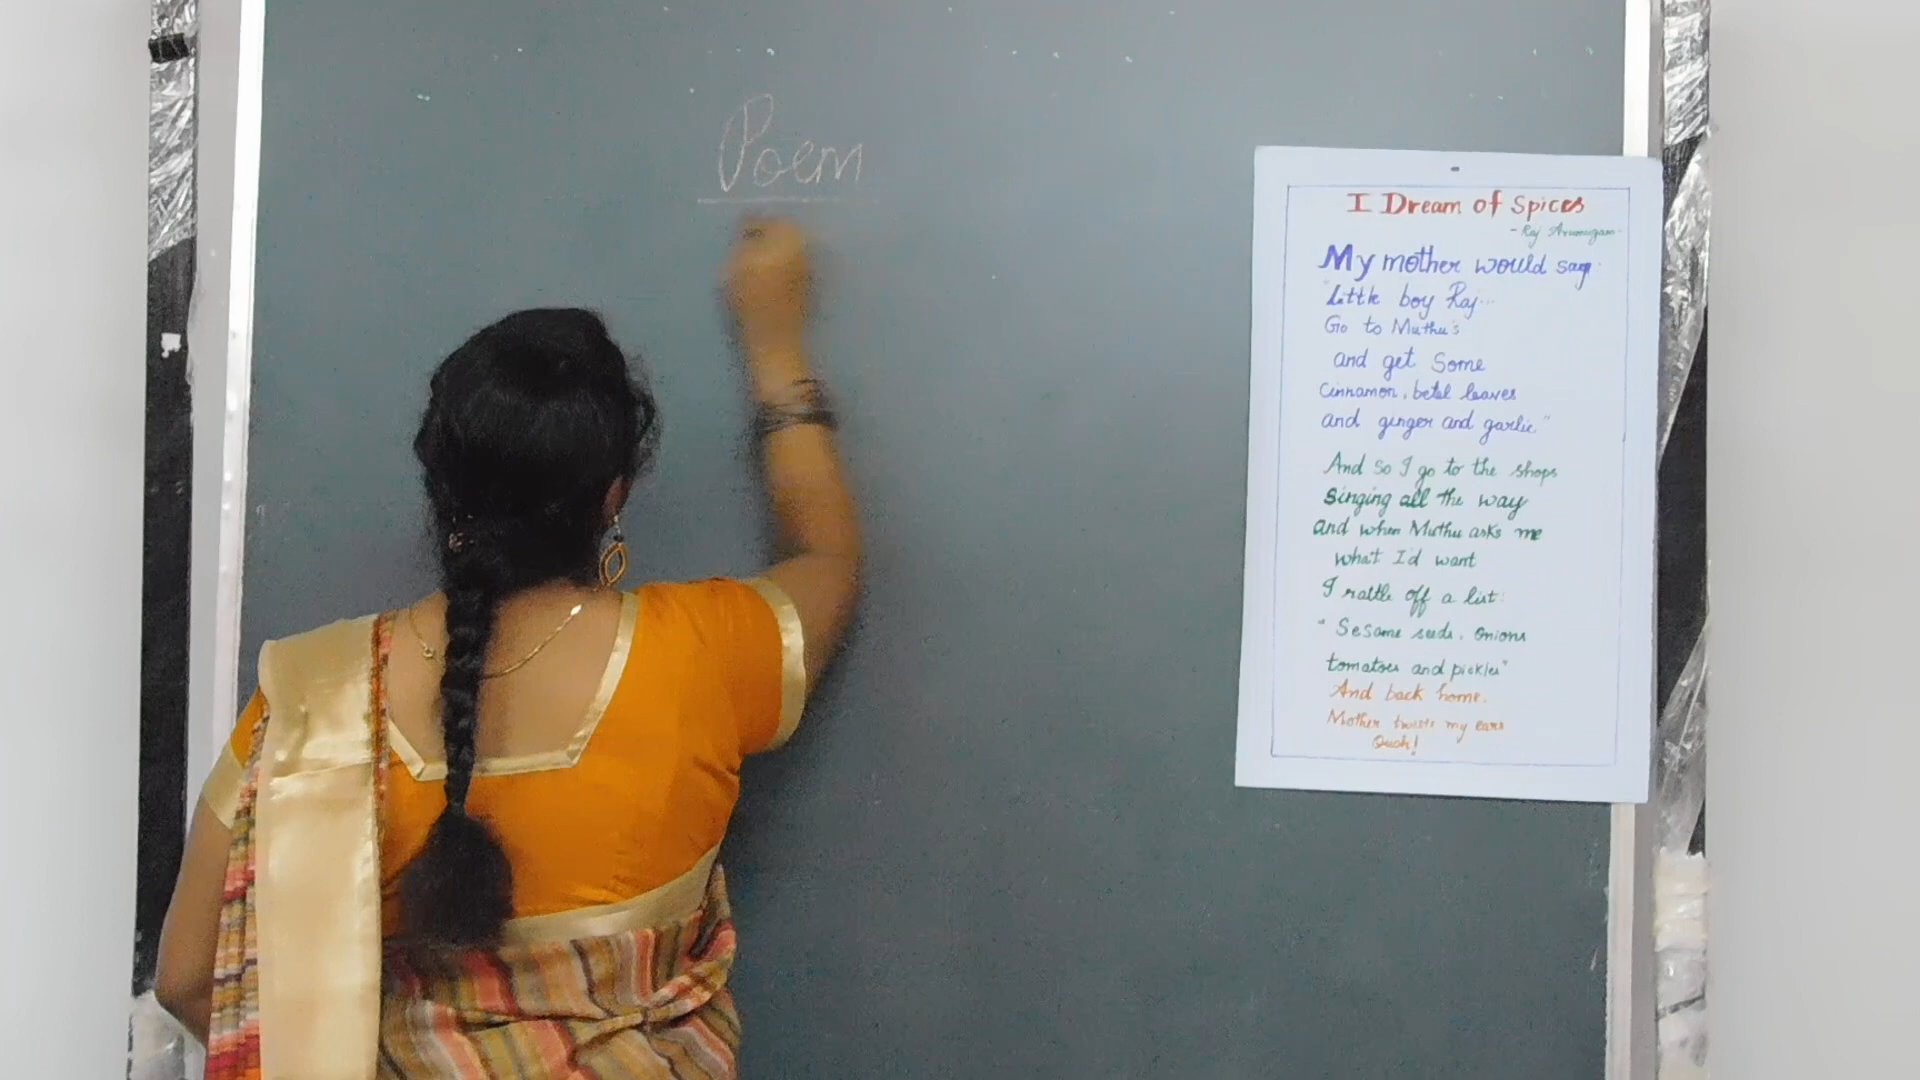 Poem
I Dream of Spices
- Raj Arumugam -
My mother would say:
"Little boy Raj...
Go to Muthu's
and get Some
Cinnamon, betel leaves
and ginger and garlic"
And so I go to the shops
Singing all the way
and when Muthu asks me
what I'd want
I rattle off a list:
"Sesame seeds, Onions
tomatoes and pickles"
And back home.
Mother twists my ears
Ouch!